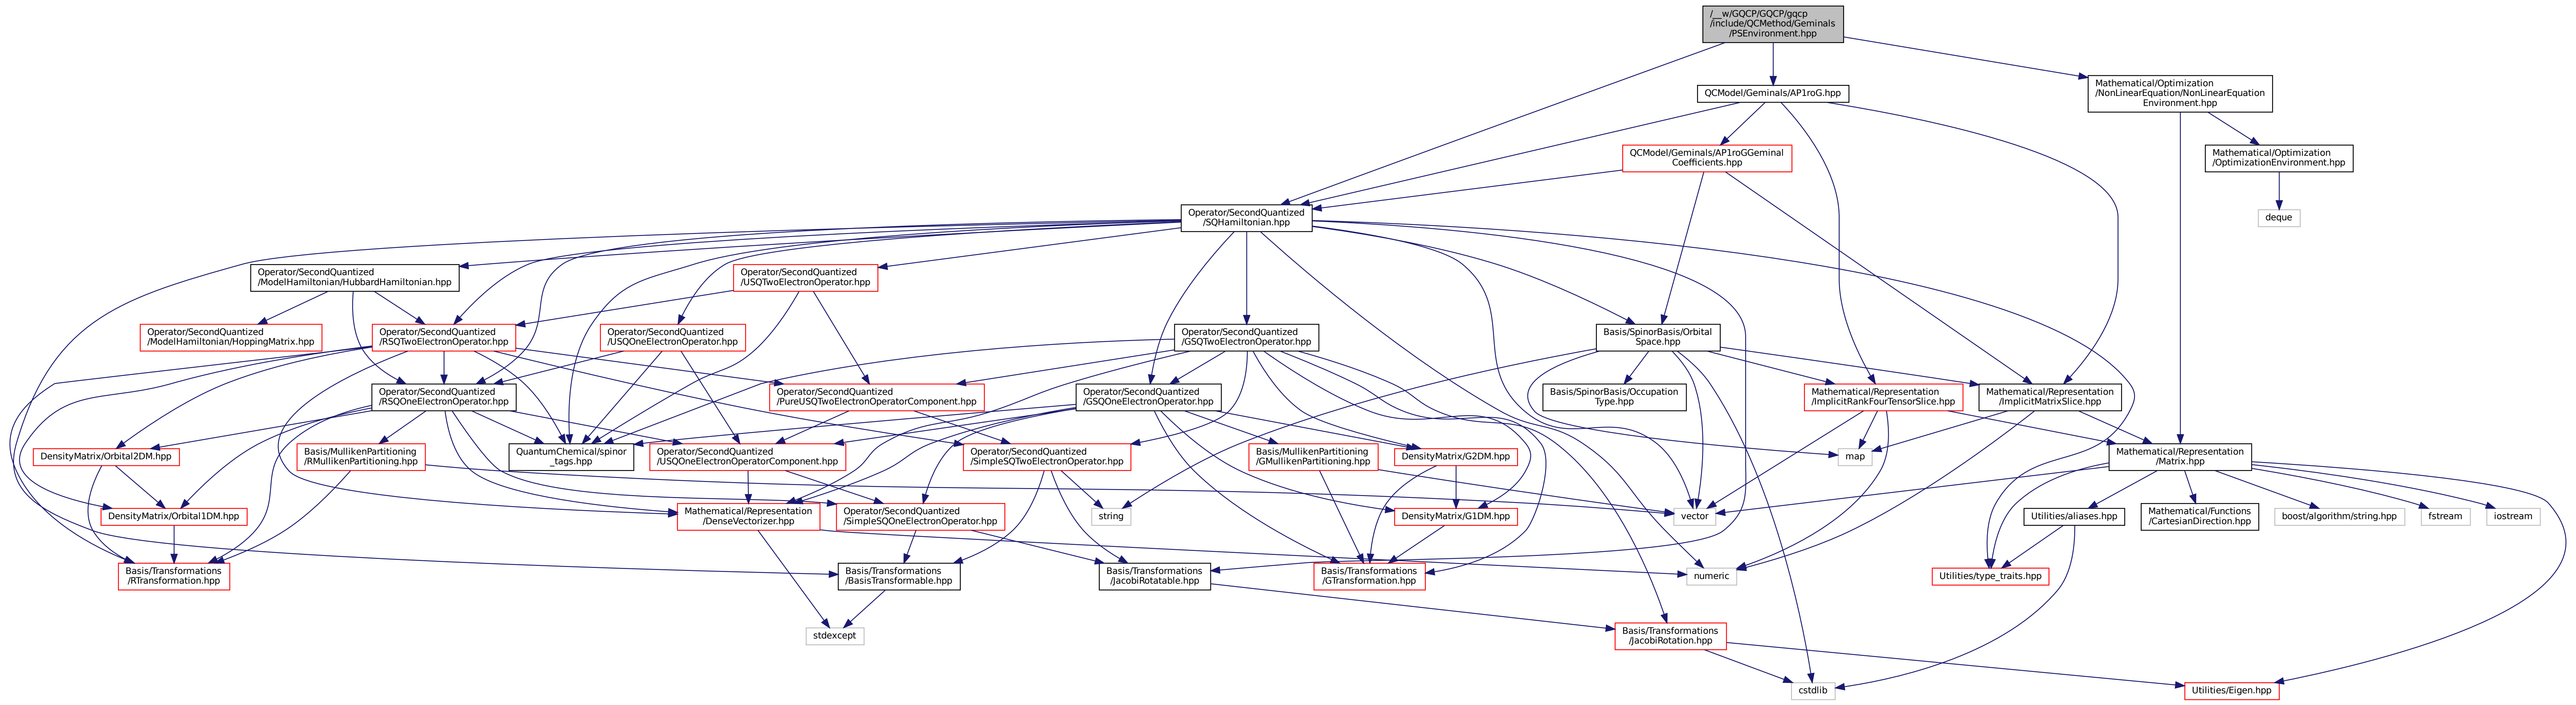 /__w/GQCP/GQCP/gqcp
/include/QCMethod/Geminals
/PSEnvironment.hpp
Mathematical/Optimization
/NonLinearEquation/NonLinearEquation
Environment.hpp
QCModel/Geminals/AP1roG.hpp
QCModel/Geminals/AP1roGGeminal
Coefficients.hpp
Mathematical/Optimization
/OptimizationEnvironment.hpp
Operator/SecondQuantized
/SQHamiltonian.hpp
deque
Operator/SecondQuantized
/ModelHamiltonian/HubbardHamiltonian.hpp
Operator/SecondQuantized
/USQTwoElectronOperator.hpp
Operator/SecondQuantized
/ModelHamiltonian/HoppingMatrix.hpp
Operator/SecondQuantized
/RSQTwoElectronOperator.hpp
Operator/SecondQuantized
/USQOneElectronOperator.hpp
Operator/SecondQuantized
/GSQTwoElectronOperator.hpp
Basis/SpinorBasis/Orbital
Space.hpp
Operator/SecondQuantized
/RSQOneElectronOperator.hpp
Operator/SecondQuantized
/PureUSQTwoElectronOperatorComponent.hpp
Operator/SecondQuantized
/GSQOneElectronOperator.hpp
Basis/SpinorBasis/Occupation
Type.hpp
Mathematical/Representation
/ImplicitRankFourTensorSlice.hpp
Mathematical/Representation
/ImplicitMatrixSlice.hpp
DensityMatrix/Orbital2DM.hpp
Basis/MullikenPartitioning
/RMullikenPartitioning.hpp
QuantumChemical/spinor
_tags.hpp
Operator/SecondQuantized
/USQOneElectronOperatorComponent.hpp
Operator/SecondQuantized
/SimpleSQTwoElectronOperator.hpp
Basis/MullikenPartitioning
/GMullikenPartitioning.hpp
DensityMatrix/G2DM.hpp
map
Mathematical/Representation
/Matrix.hpp
DensityMatrix/Orbital1DM.hpp
Mathematical/Representation
/DenseVectorizer.hpp
Operator/SecondQuantized
/SimpleSQOneElectronOperator.hpp
string
DensityMatrix/G1DM.hpp
vector
Utilities/aliases.hpp
Mathematical/Functions
/CartesianDirection.hpp
boost/algorithm/string.hpp
fstream
iostream
Basis/Transformations
/RTransformation.hpp
Basis/Transformations
/BasisTransformable.hpp
Basis/Transformations
/JacobiRotatable.hpp
Basis/Transformations
/GTransformation.hpp
numeric
Utilities/type_traits.hpp
stdexcept
Basis/Transformations
/JacobiRotation.hpp
cstdlib
Utilities/Eigen.hpp